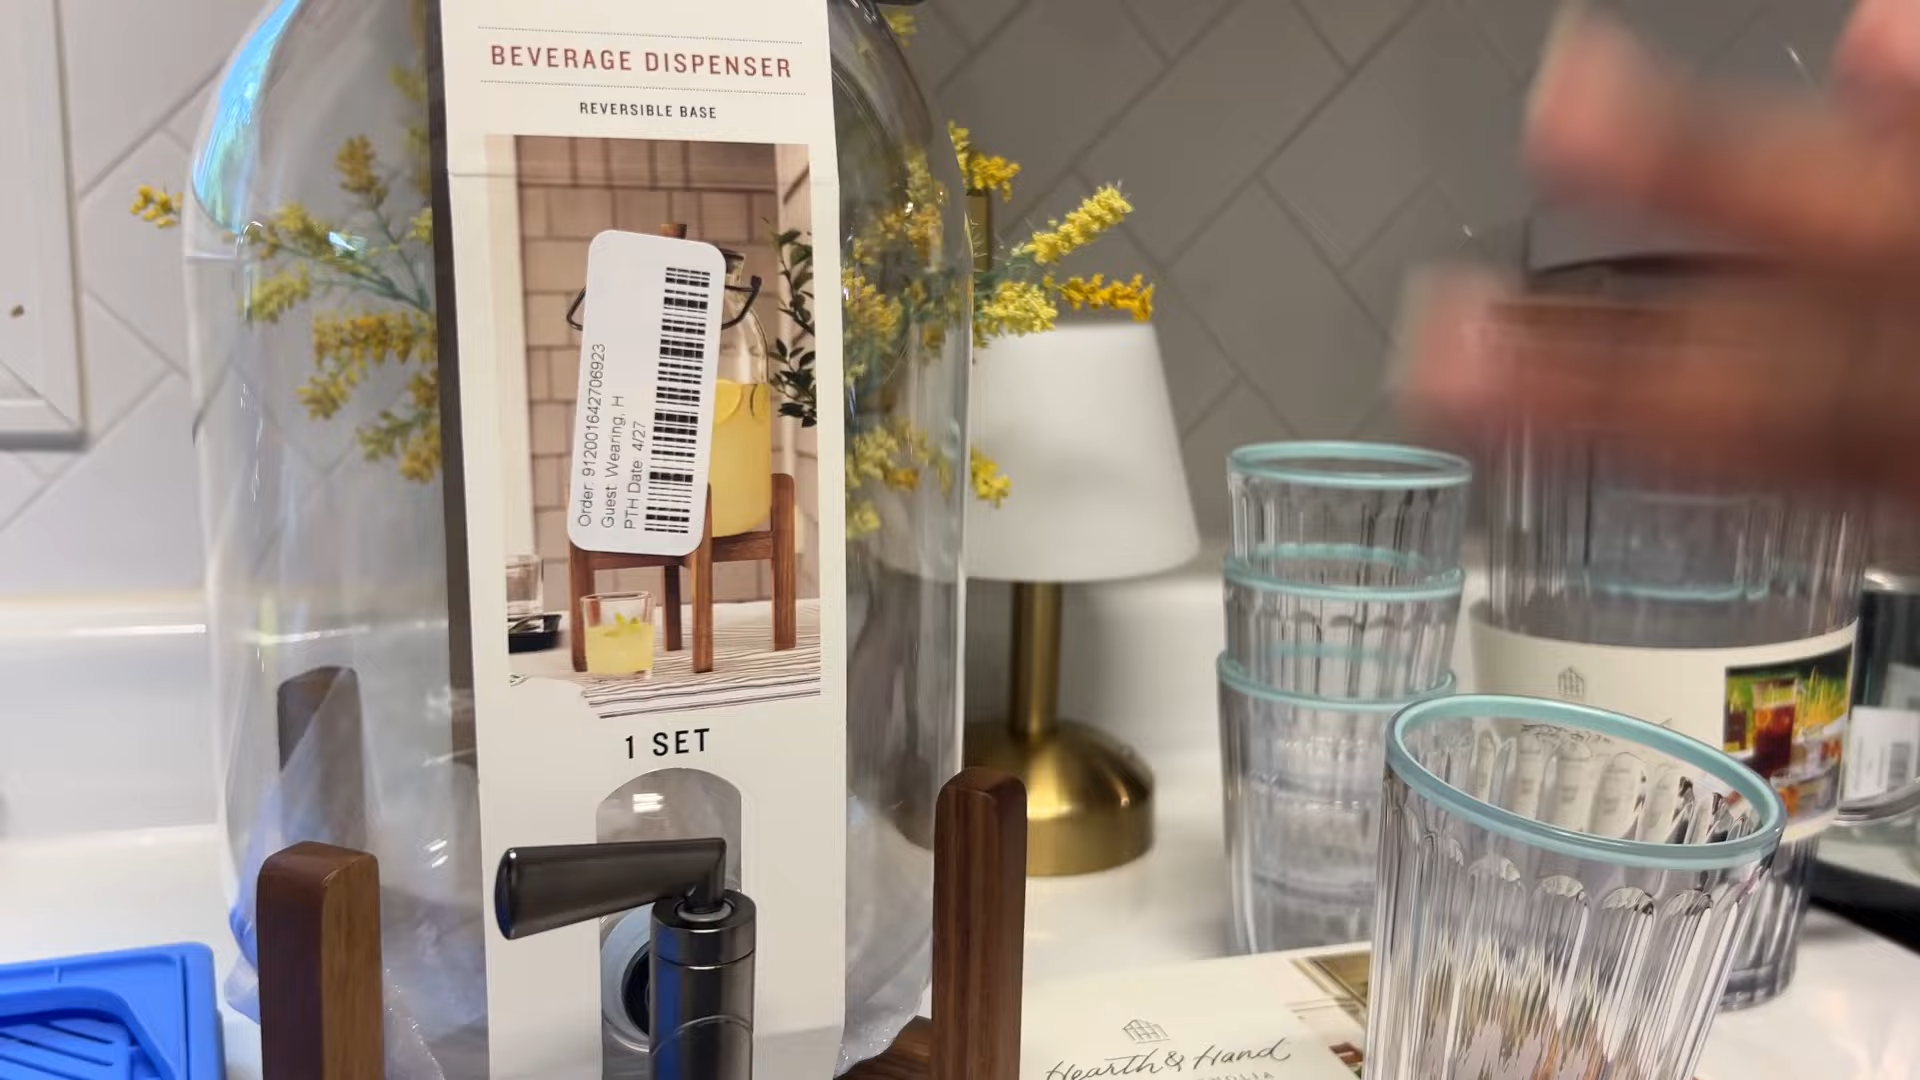 BEVERAGE DISPENSER
REVERSIBLE BASE
Order: 912001642706923
Guest: Wearing, H
PTH Date: 4/27
1 SET
Hearth & Hand